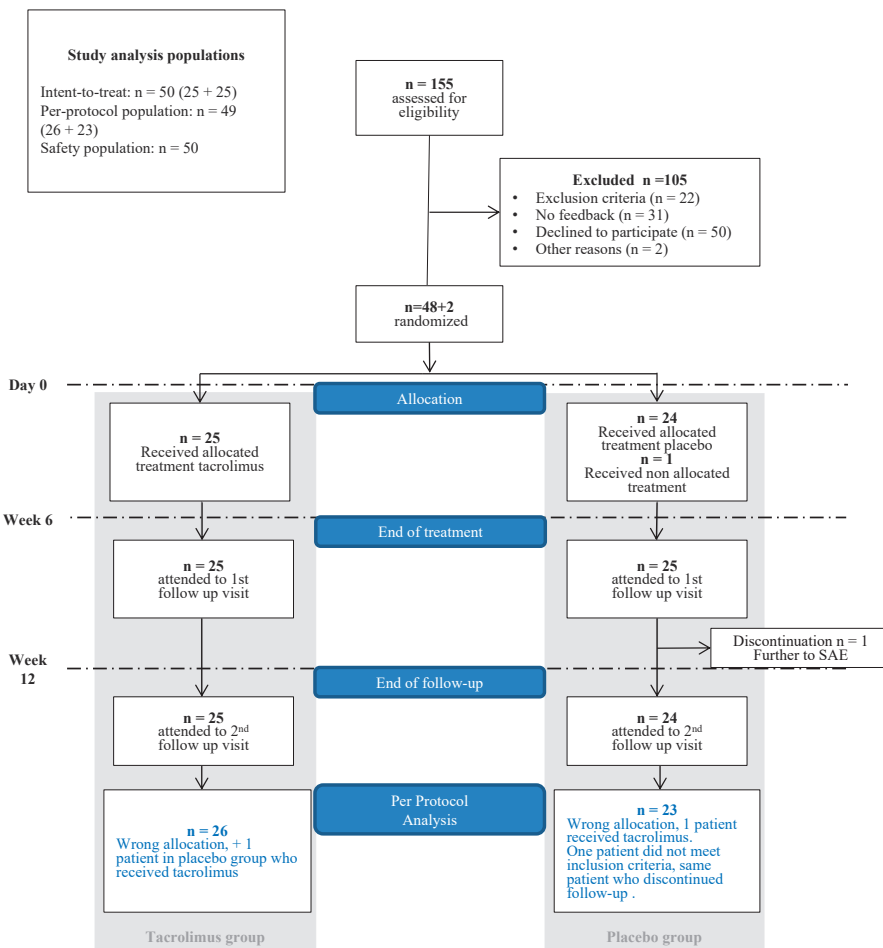 Study analysis populations
Intent-to-treat: n = 50 (25 + 25)
Per-protocol population: n = 49
(26 + 23)
Safety population: n = 50
n = 155
assessed for
eligibility
Excluded n =105
• Exclusion criteria (n = 22)
• No feedback (n = 31)
• Declined to participate (n = 50)
• Other reasons (n = 2)
n=48+2
randomized
Day 0
Allocation
n = 25
Received allocated
treatment tacrolimus
n = 24
Received allocated
treatment placebo
n = 1
Received non allocated
treatment
Week 6
End of treatment
n = 25
attended to 1st
follow up visit
n = 25
attended to 1st
follow up visit
Discontinuation n = 1
Further to SAE
Week
12
End of follow-up
n = 25
attended to 2nd
follow up visit
n = 24
attended to 2nd
follow up visit
Per Protocol
Analysis
n = 26
Wrong allocation, + 1
patient in placebo group who
received tacrolimus
n = 23
Wrong allocation, 1 patient
received tacrolimus.
One patient did not meet
inclusion criteria, same
patient who discontinued
follow-up .
Tacrolimus group
Placebo group